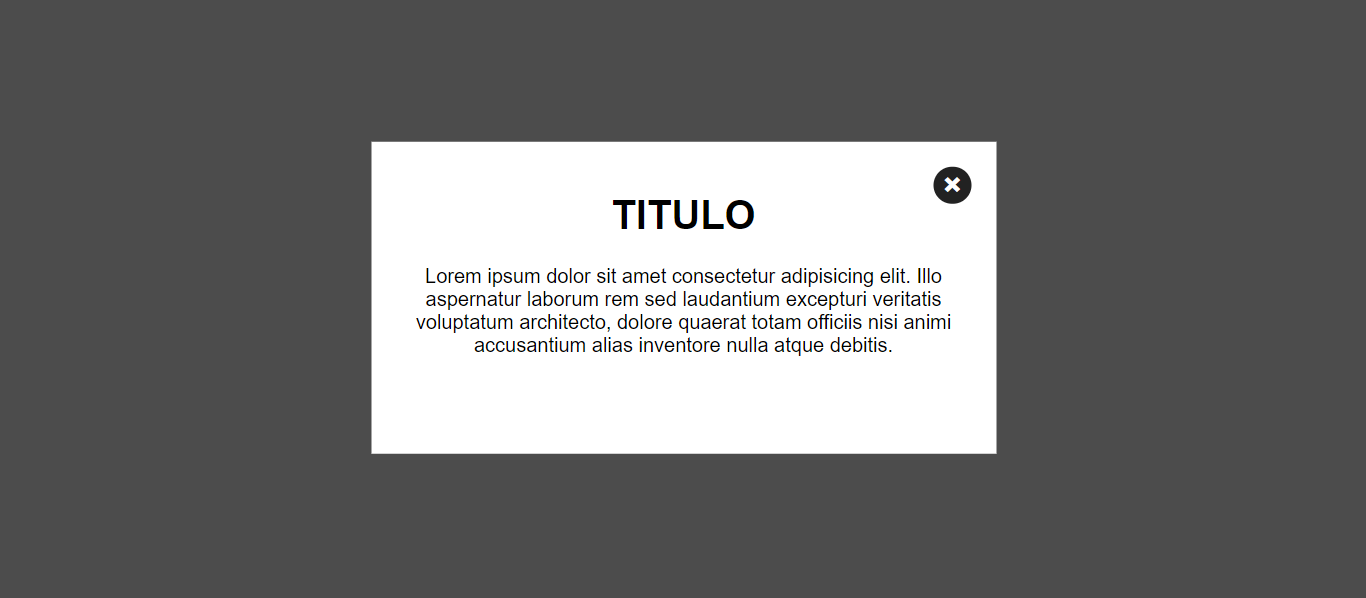 TITULO
Lorem ipsum dolor sit amet consectetur adipisicing elit. Illo
aspernatur laborum rem sed laudantium excepturi veritatis
voluptatum architecto, dolore quaerat totam officiis nisi animi
accusantium alias inventore nulla atque debitis.